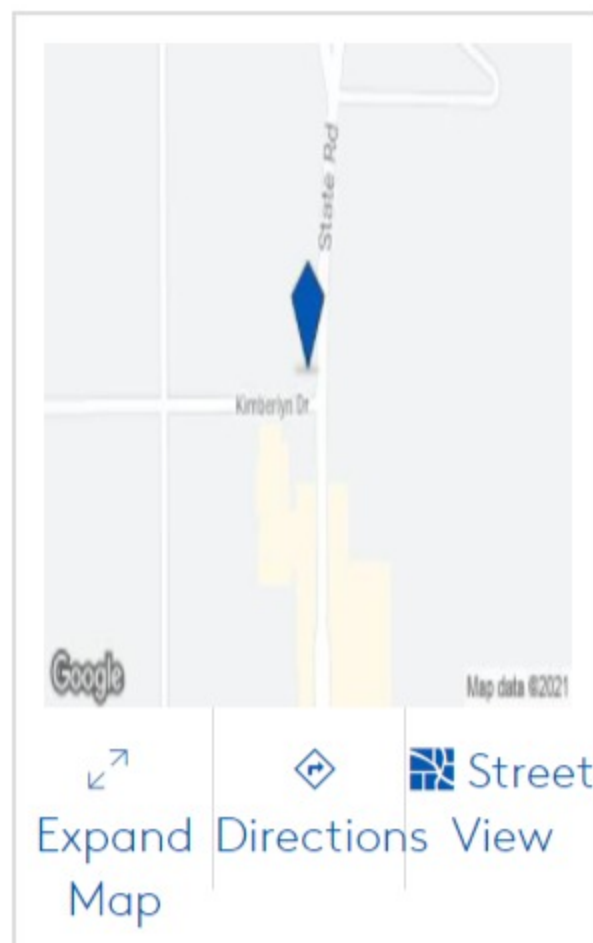 State Rd
Kimberlyn Dr
Google
Map data ©2021
Expand
Map
Directions
Street
View